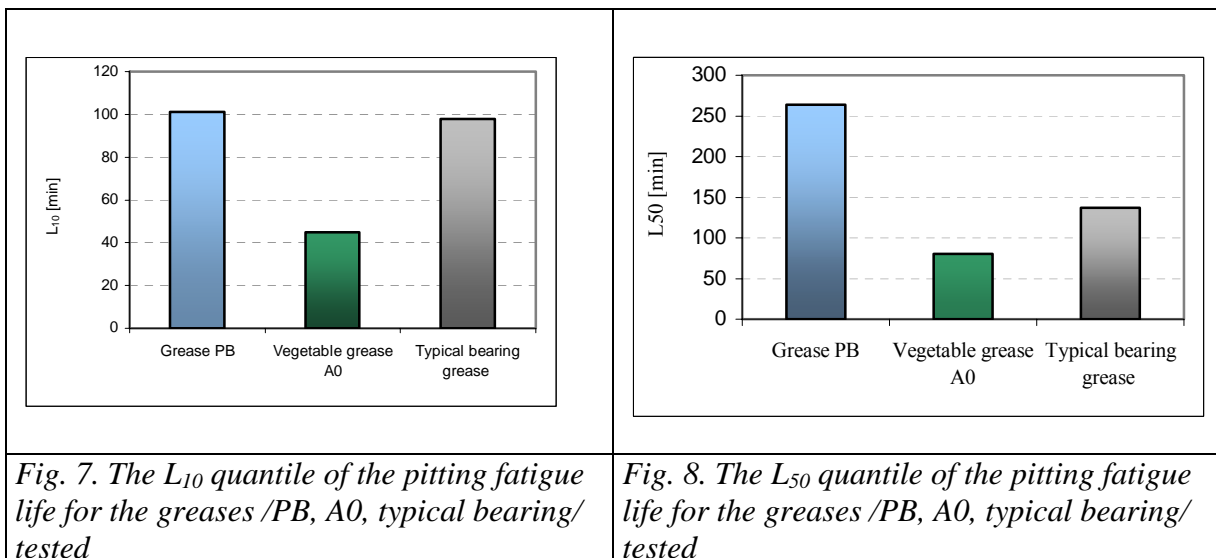 120
100
80
60
40
20
0
L10 [min]
Grease PB
Vegetable grease
A0
Typical bearing
grease
300
250
200
150
100
50
0
L50 [min]
Grease PB
Vegetable grease
A0
Typical bearing
grease
Fig. 7. The L10 quantile of the pitting fatigue
life for the greases /PB, A0, typical bearing/
tested
Fig. 8. The L50 quantile of the pitting fatigue
life for the greases /PB, A0, typical bearing/
tested